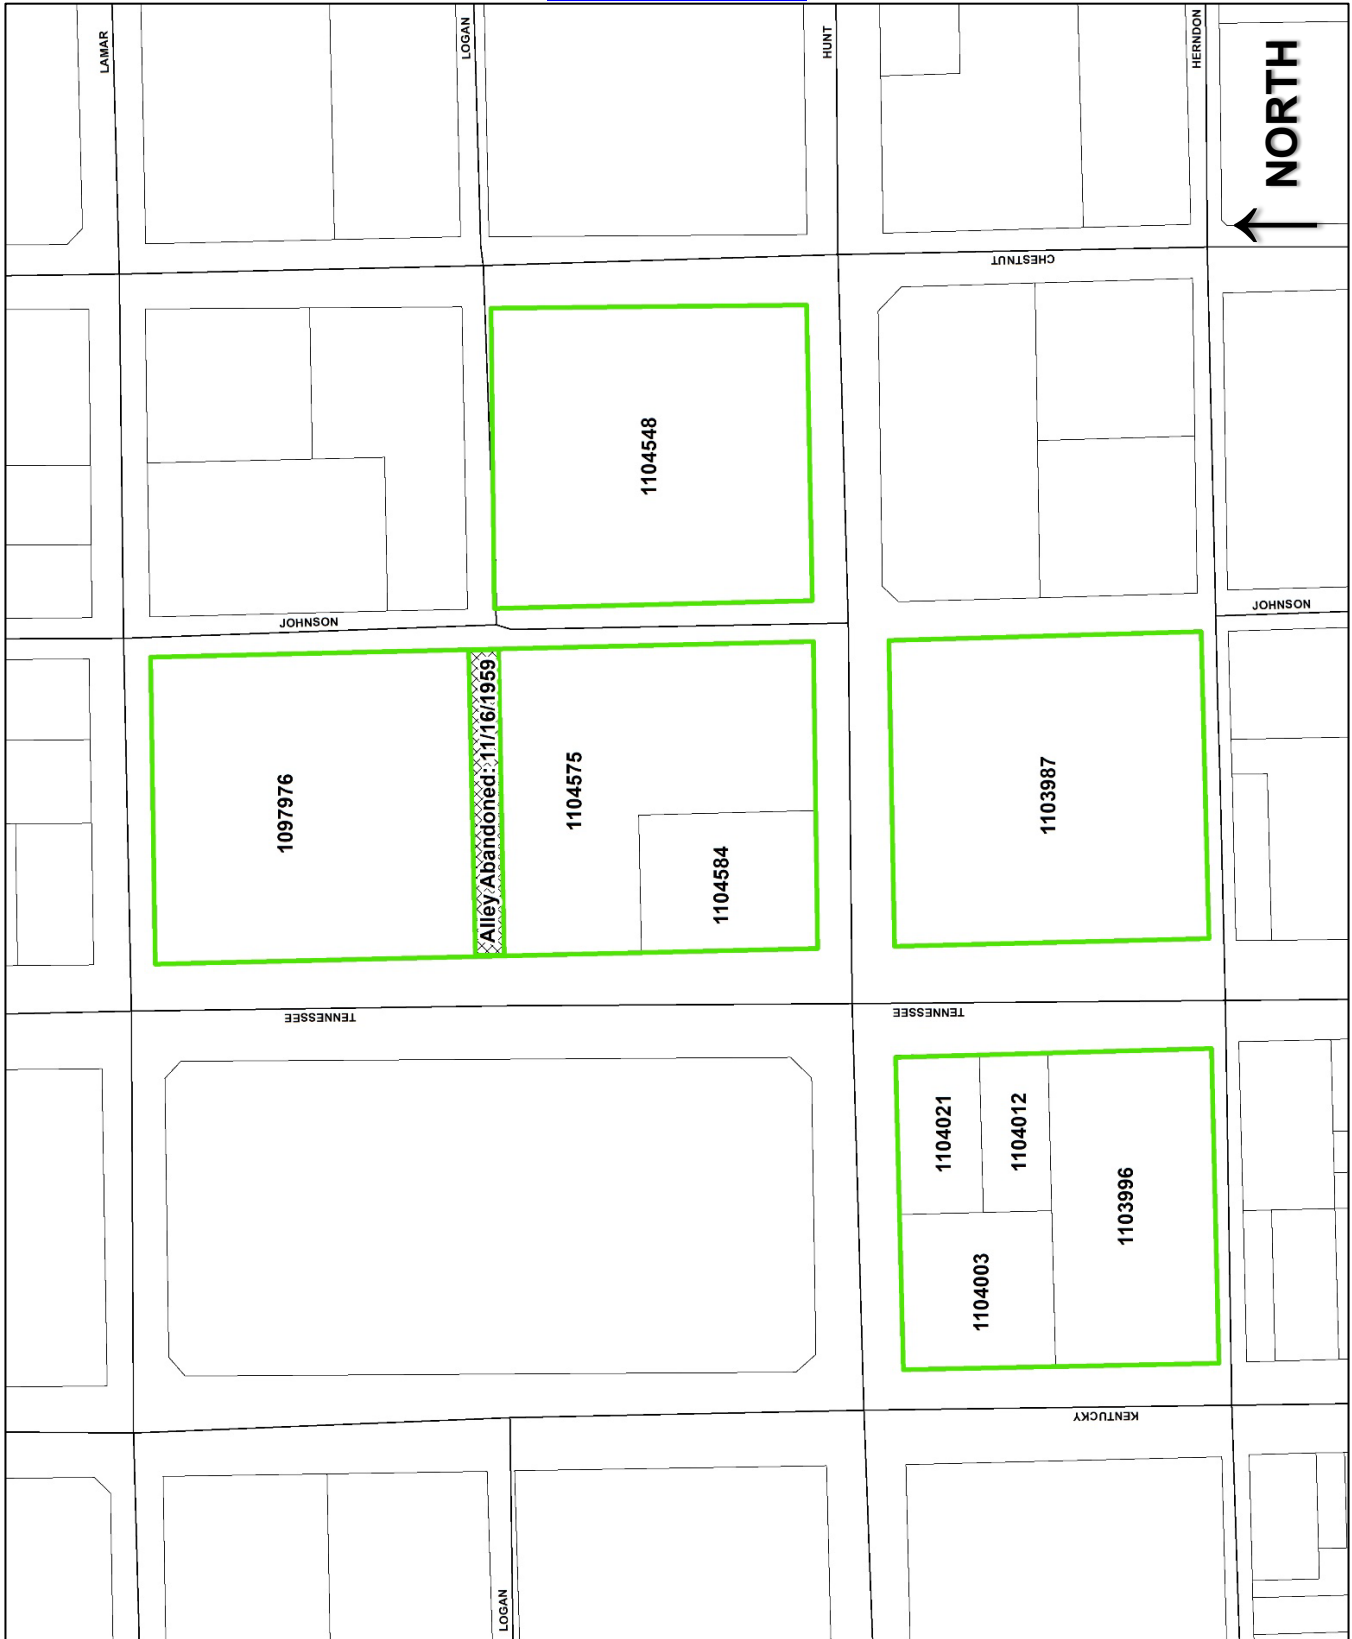 LAMAR
LOGAN
HUNT
HERNDON
NORTH
CHESTNUT
1104548
JOHNSON
JOHNSON
1097976
Alley Abandoned: 11/16/1959
1104575
1104584
1103987
TENNESSEE
TENNESSEE
1104021
1104012
1104003
1103996
KENTUCKY
LOGAN